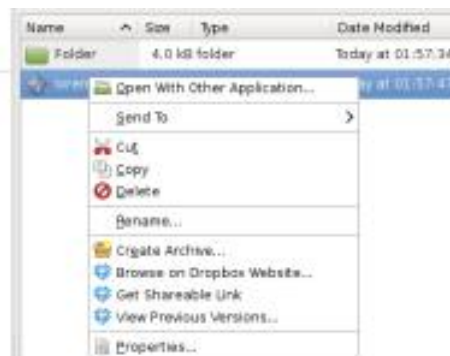 Name Size Type Date Modified
Folder 4.0 kB folder Today at 01:57:34
Open With Other Application...
Send To
Cut
Copy
Delete
Rename...
Create Archive...
Browse on Dropbox Website...
Get Shareable Link
View Previous Versions...
Properties...